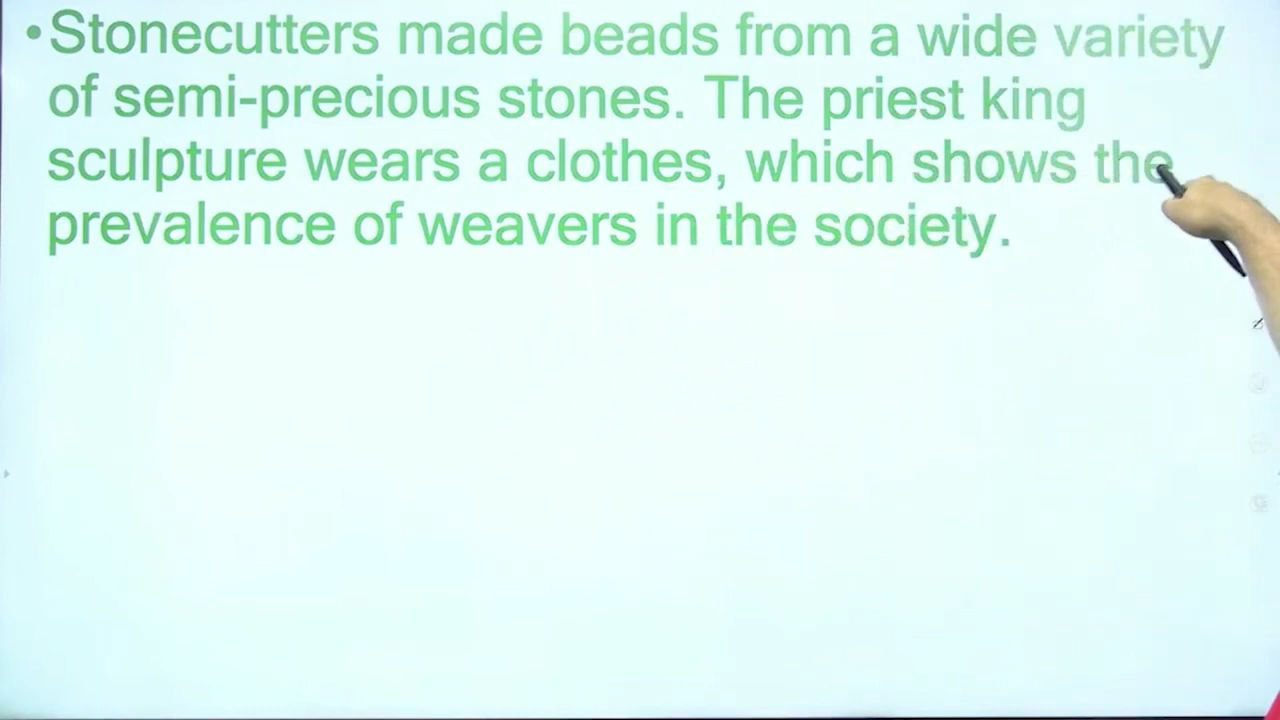 •Stonecutters made beads from a wide variety
of semi-precious stones. The priest king
sculpture wears a clothes, which shows the
prevalence of weavers in the society.